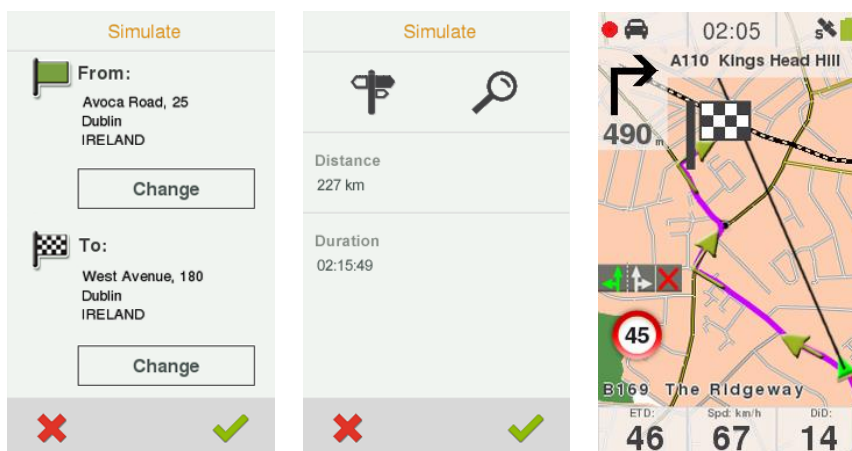 Simulate
From:
Avoca Road, 25
Dublin
IRELAND
Change
To:
West Avenue, 180
Dublin
IRELAND
Change
Simulate
Distance
227 km
Duration
02:15:49
02:05
S
A110 Kings Head Hill
490 m
45
B169 The Ridgeway
ETD:
Spd: km/h
DiD:
46
67
14